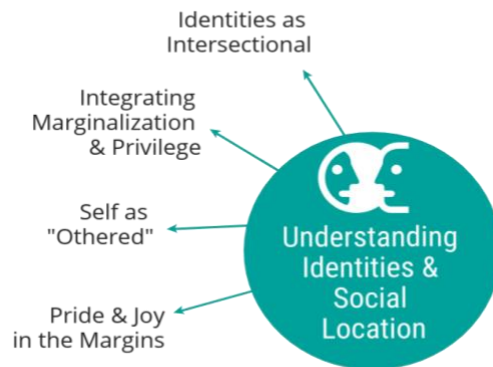 Identities as
Intersectional
Integrating
Marginalization
& Privilege
Self as
"Othered"
Pride & Joy
in the Margins
Understanding
Identities &
Social
Location